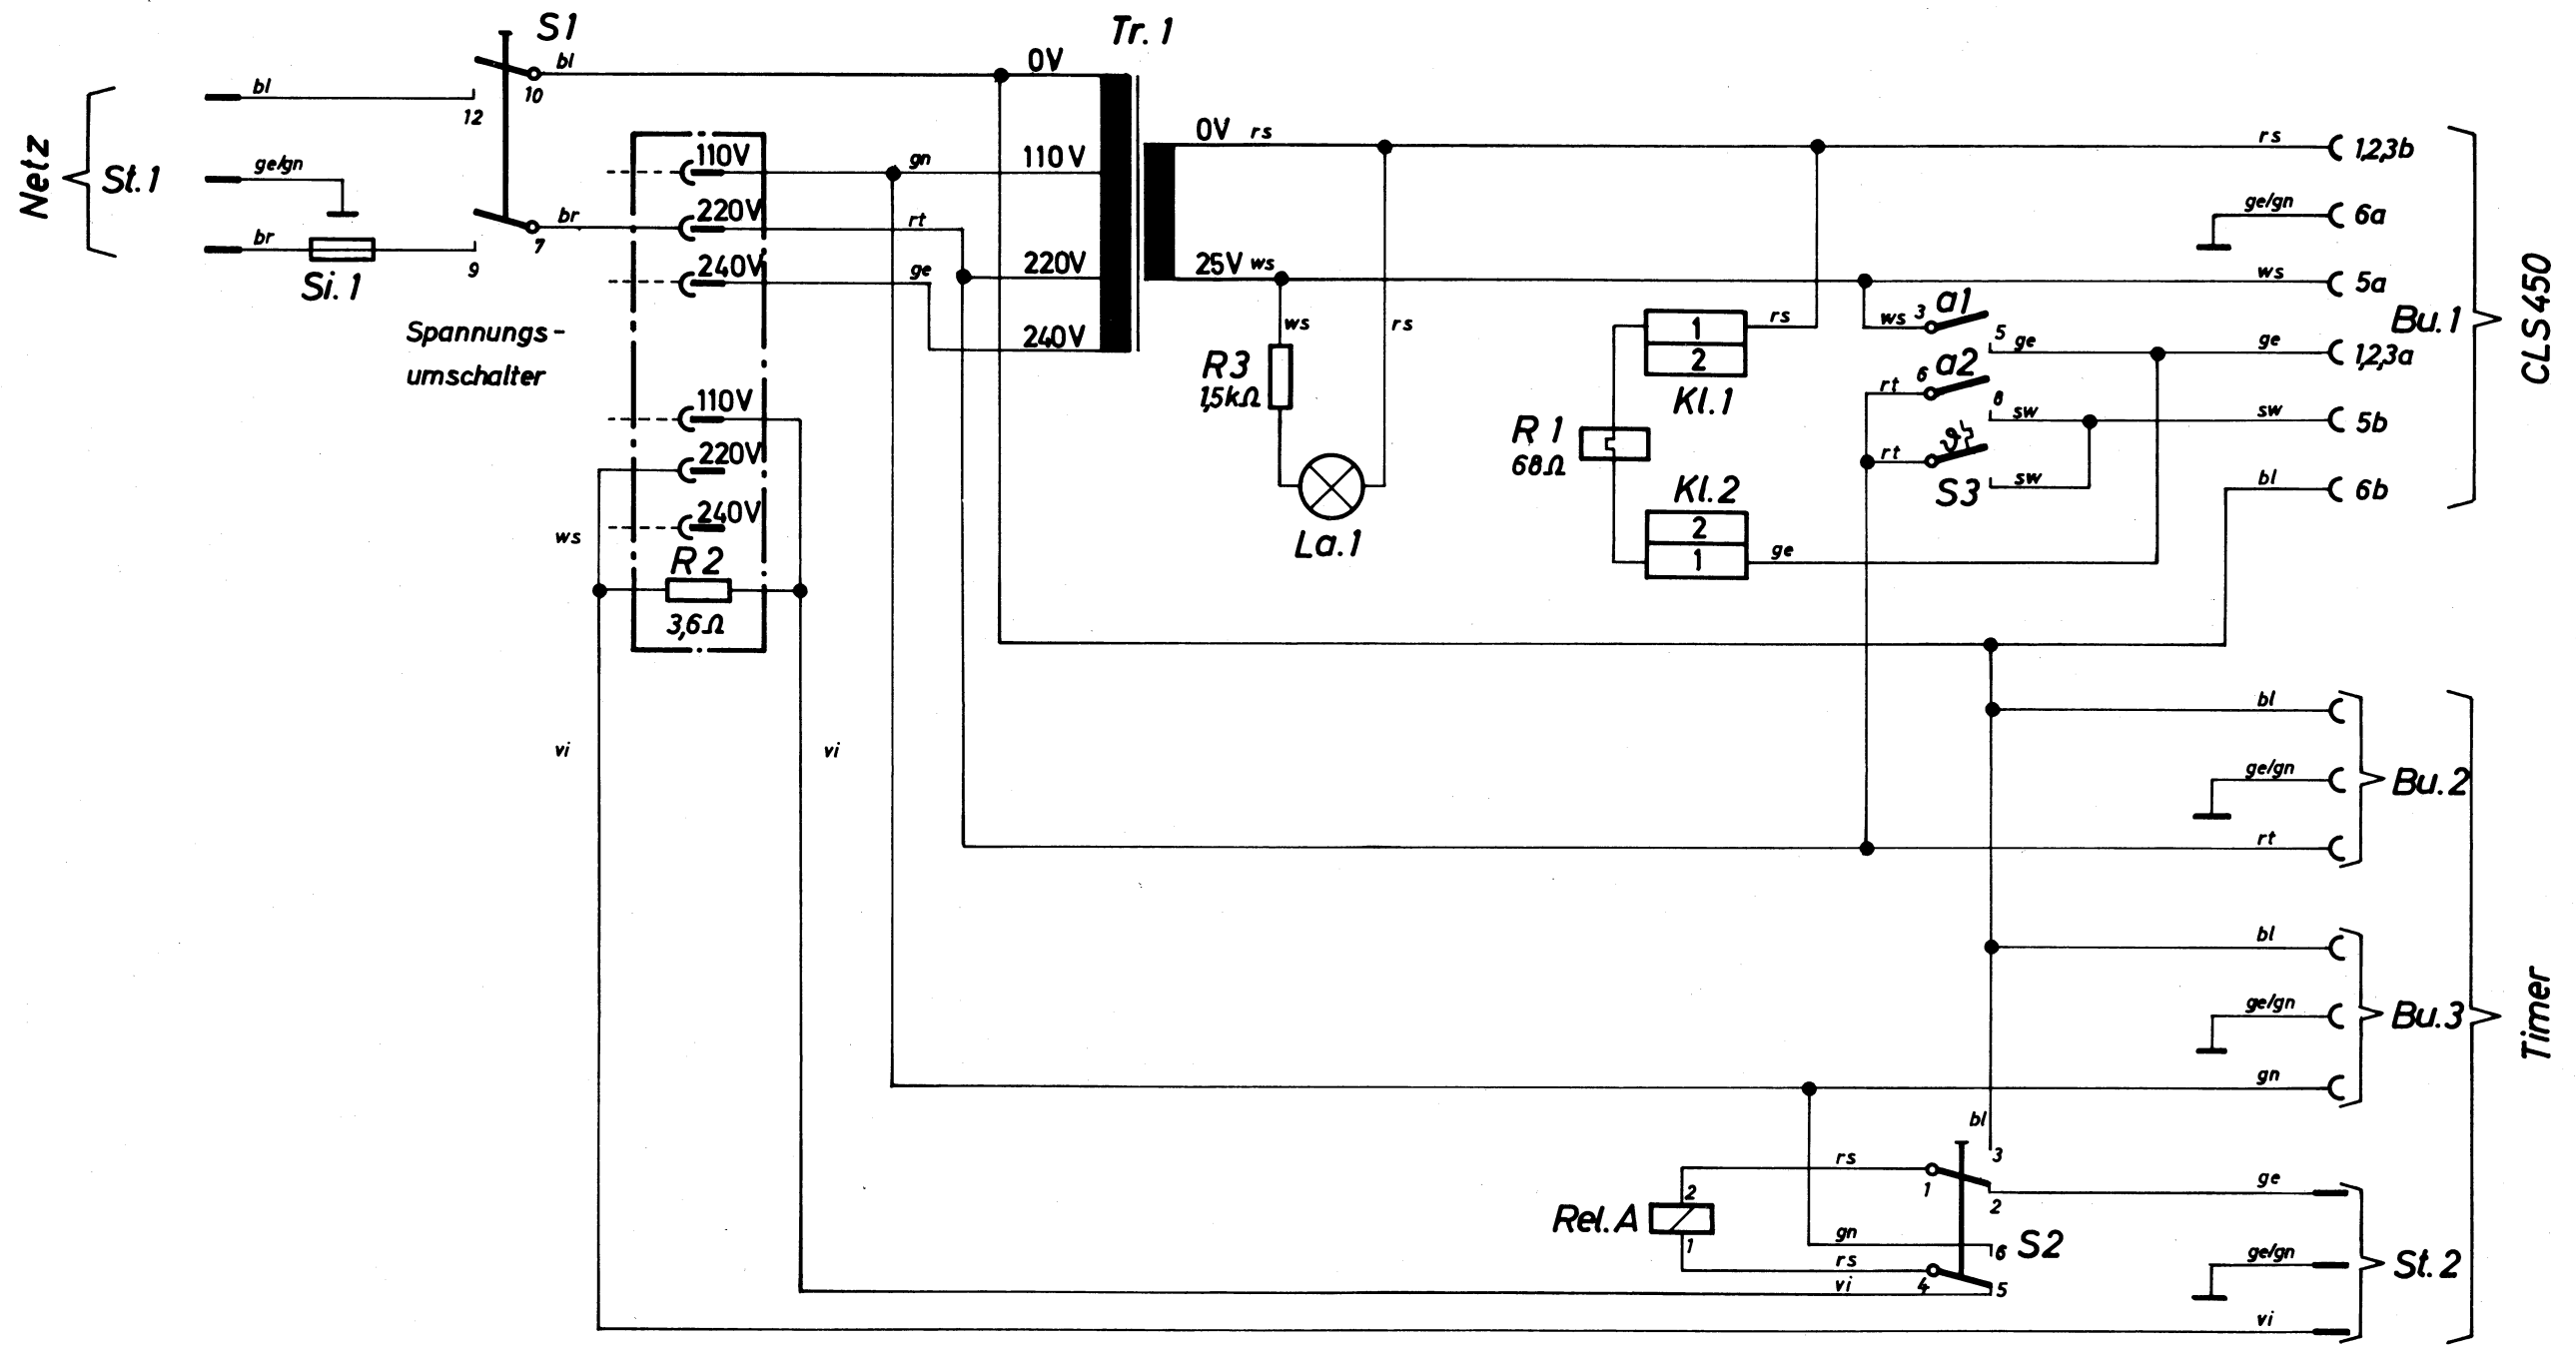 Netz
St.1
bl
ge/gn
br
Si.1
S1
12
10
bl
9
7
br
Spannungs-
umschalter
110V
220V
240V
110V
220V
240V
R2
3,6Ω
ws
vi
vi
gn
rt
ge
Tr.1
0V
110V
220V
240V
0V rs
25V ws
ws
rs
R3
1,5kΩ
La.1
R1
68Ω
1
2
Kl.1
rs
Kl.2
2
1
ge
ws 3 a1
5 ge
rt 6 a2
8 sw
rt
ϑ
S3
sw
rs
1,2,3b
ge/gn
6a
ws
5a
ge
1,2,3a
sw
5b
bl
6b
Bu.1
CLS450
bl
ge/gn
rt
Bu.2
bl
ge/gn
gn
Bu.3
Timer
bl
3
rs
1
2
ge
Rel.A
2
1
gn
6
S2
rs
4
5
vi
ge/gn
St.2
vi